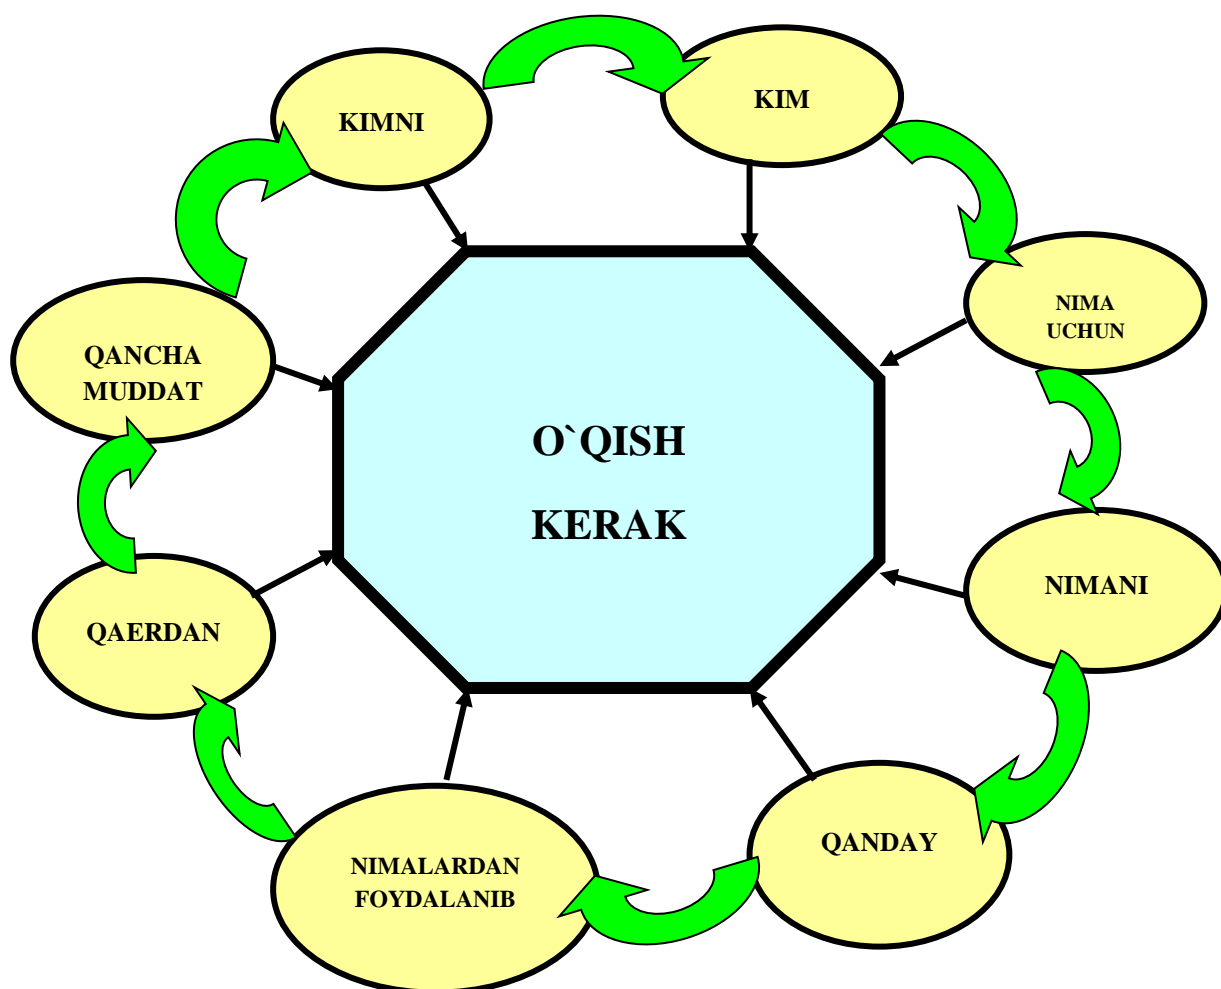 KIMNI
KIM
NIMA
UCHUN
QANCHA
MUDDAT
O`QISH
KERAK
NIMANI
QAERDAN
QANDAY
NIMALARDAN
FOYDALANIB